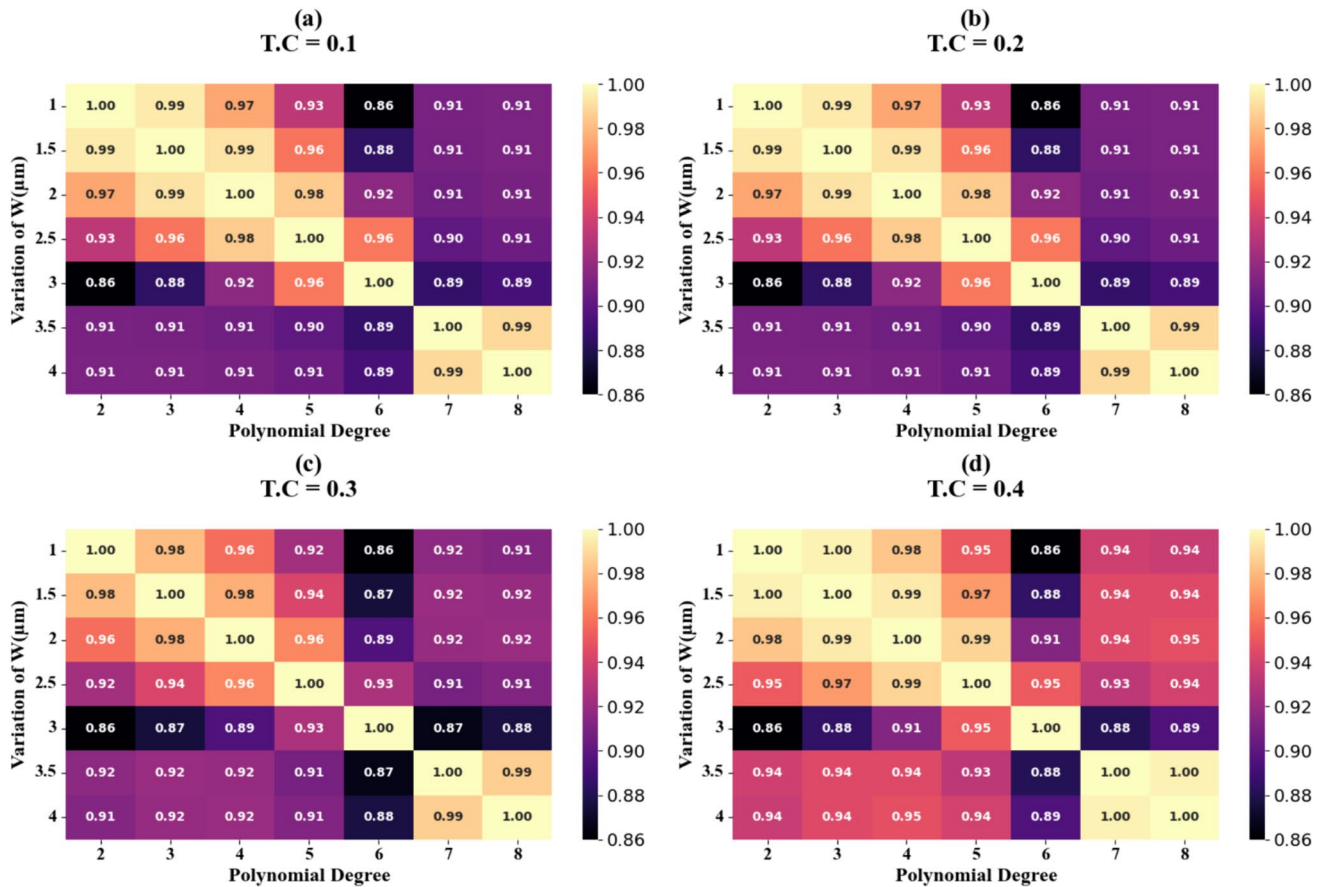 (a)
T.C = 0.1
Variation of W(μm)
1 1.00 0.99 0.97 0.93 0.86 0.91 0.91
1.5 0.99 1.00 0.99 0.96 0.88 0.91 0.91
2 0.97 0.99 1.00 0.98 0.92 0.91 0.91
2.5 0.93 0.96 0.98 1.00 0.96 0.90 0.91
3 0.86 0.88 0.92 0.96 1.00 0.89 0.89
3.5 0.91 0.91 0.91 0.90 0.89 1.00 0.99
4 0.91 0.91 0.91 0.91 0.89 0.99 1.00
2 3 4 5 6 7 8
Polynomial Degree
1.00
0.98
0.96
0.94
0.92
0.90
0.88
0.86
(b)
T.C = 0.2
Variation of W(μm)
1 1.00 0.99 0.97 0.93 0.86 0.91 0.91
1.5 0.99 1.00 0.99 0.96 0.88 0.91 0.91
2 0.97 0.99 1.00 0.98 0.92 0.91 0.91
2.5 0.93 0.96 0.98 1.00 0.96 0.90 0.91
3 0.86 0.88 0.92 0.96 1.00 0.89 0.89
3.5 0.91 0.91 0.91 0.90 0.89 1.00 0.99
4 0.91 0.91 0.91 0.91 0.89 0.99 1.00
2 3 4 5 6 7 8
Polynomial Degree
1.00
0.98
0.96
0.94
0.92
0.90
0.88
0.86
(c)
T.C = 0.3
Variation of W(μm)
1 1.00 0.98 0.96 0.92 0.86 0.92 0.91
1.5 0.98 1.00 0.98 0.94 0.87 0.92 0.92
2 0.96 0.98 1.00 0.96 0.89 0.92 0.92
2.5 0.92 0.94 0.96 1.00 0.93 0.91 0.91
3 0.86 0.87 0.89 0.93 1.00 0.87 0.88
3.5 0.92 0.92 0.92 0.91 0.87 1.00 0.99
4 0.91 0.92 0.92 0.91 0.88 0.99 1.00
2 3 4 5 6 7 8
Polynomial Degree
1.00
0.98
0.96
0.94
0.92
0.90
0.88
0.86
(d)
T.C = 0.4
Variation of W(μm)
1 1.00 1.00 0.98 0.95 0.86 0.94 0.94
1.5 1.00 1.00 0.99 0.97 0.88 0.94 0.94
2 0.98 0.99 1.00 0.99 0.91 0.94 0.95
2.5 0.95 0.97 0.99 1.00 0.95 0.93 0.94
3 0.86 0.88 0.91 0.95 1.00 0.88 0.89
3.5 0.94 0.94 0.94 0.93 0.88 1.00 1.00
4 0.94 0.94 0.95 0.94 0.89 1.00 1.00
2 3 4 5 6 7 8
Polynomial Degree
1.00
0.98
0.96
0.94
0.92
0.90
0.88
0.86